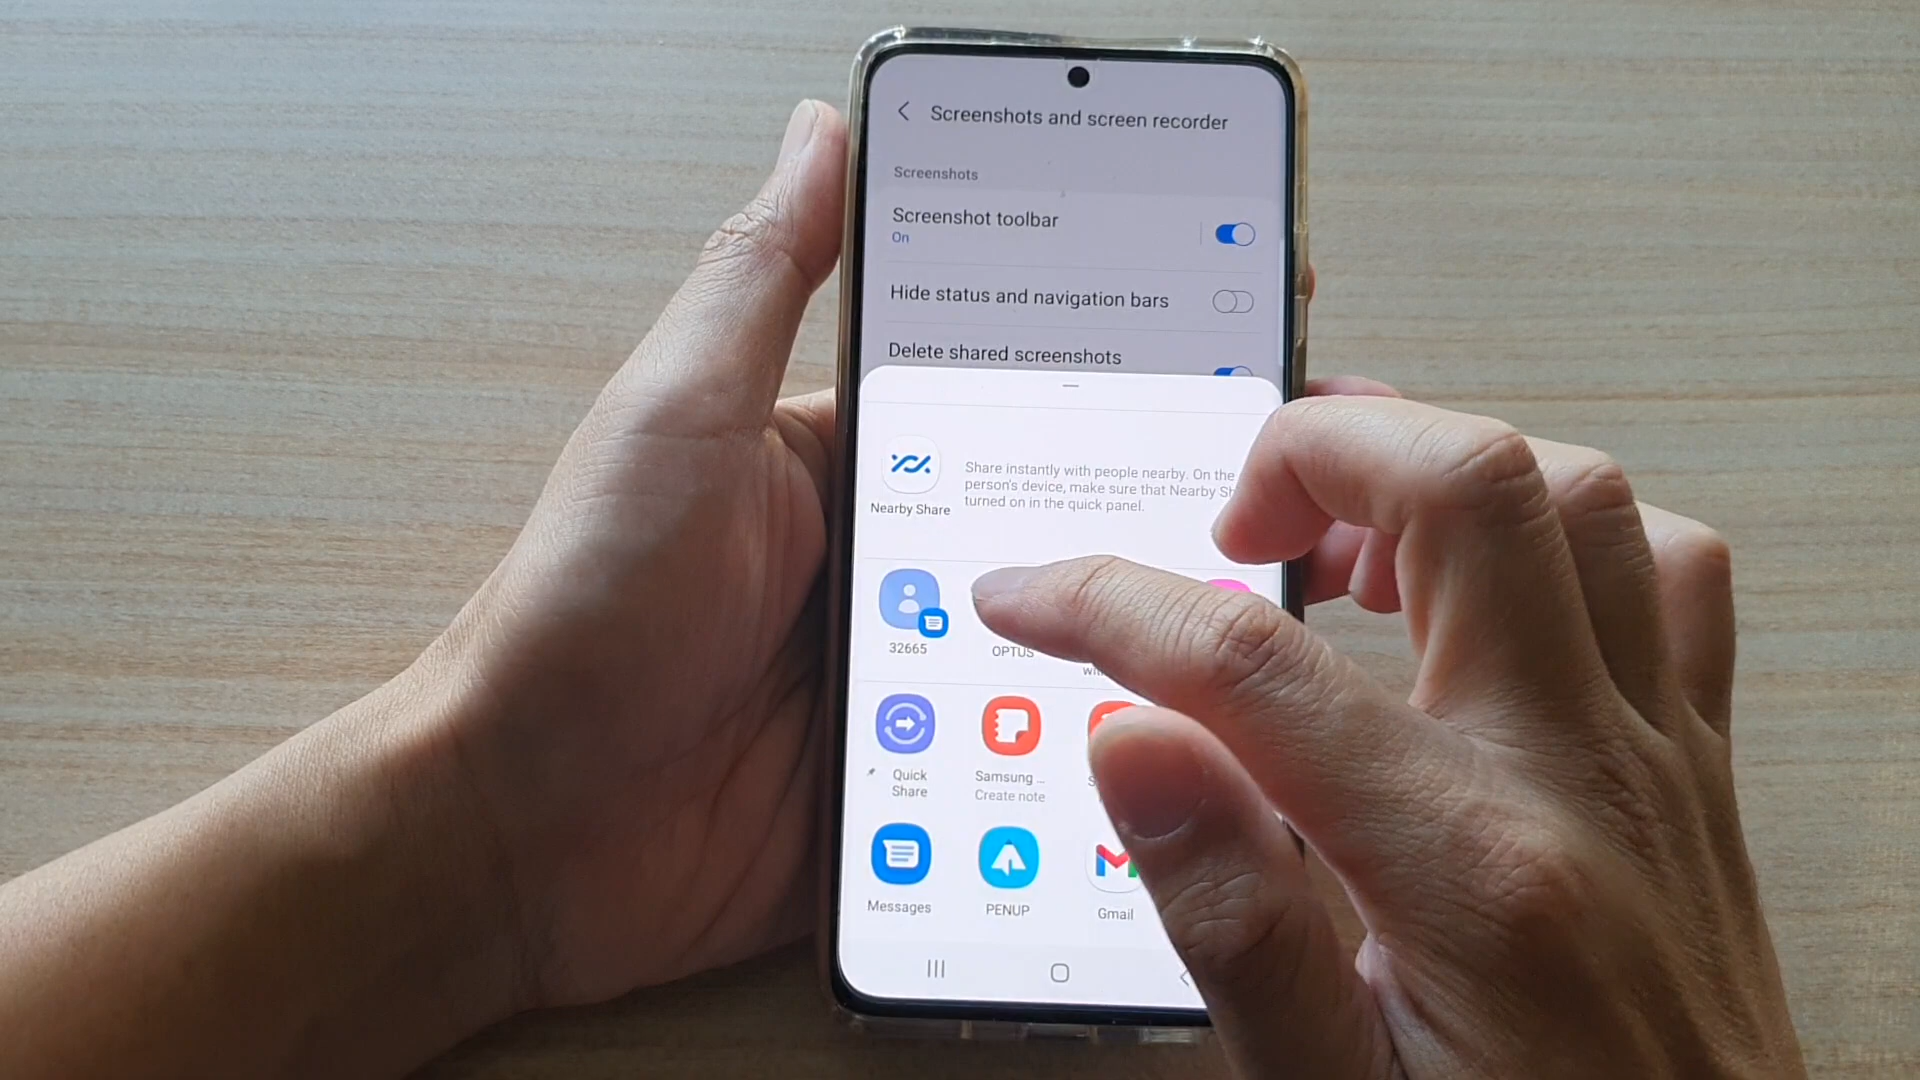 Screenshots and screen recorder
Screenshots
Screenshot toolbar
On
Hide status and navigation bars
Delete shared screenshots
Share instantly with people nearby. On the
person's device, make sure that Nearby Sh
turned on in the quick panel.
Nearby Share
32665
OPTUS
Quick
Share
Samsung ...
Create note
Messages
PENUP
Gmail